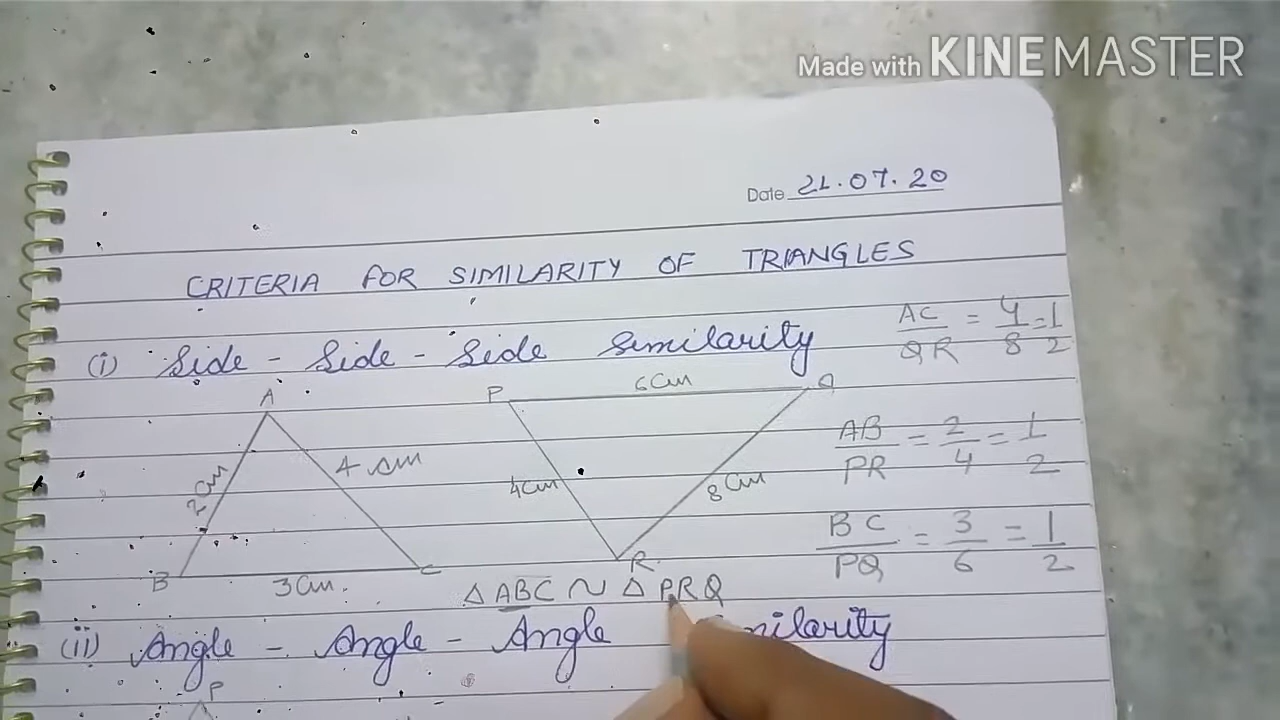 Made with KINEMASTER
Date 21.07.20
CRITERIA FOR SIMILARITY OF TRIANGLES
(i) Side - Side - Side Similarity
AC/QR = 4/8 = 1/2
A
P
6cm
Q
2cm
4 cm
4cm
8cm
AB/PR = 2/4 = 1/2
B
3cm
C
R
BC/PQ = 3/6 = 1/2
△ ABC ~ △ PRQ
(ii) Angle - Angle - Angle
P